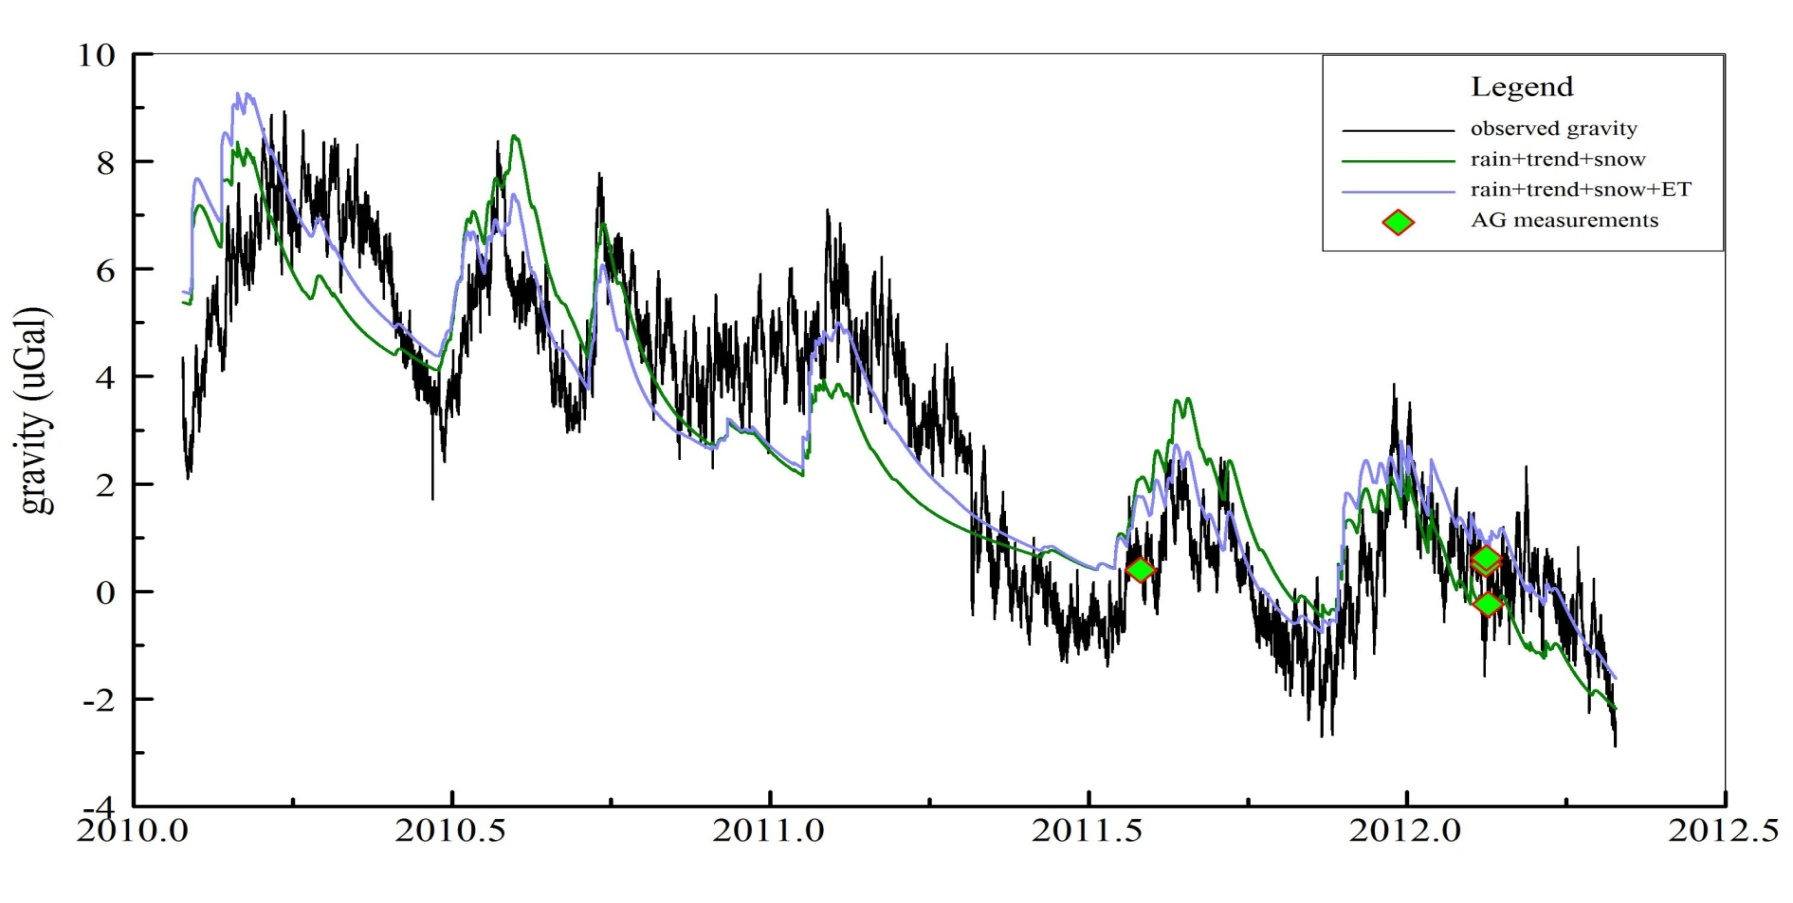 10
8
6
4
2
0
-2
-4
gravity (uGal)
2010.0 2010.5 2011.0 2011.5 2012.0 2012.5
Legend
observed gravity
rain+trend+snow
rain+trend+snow+ET
AG measurements